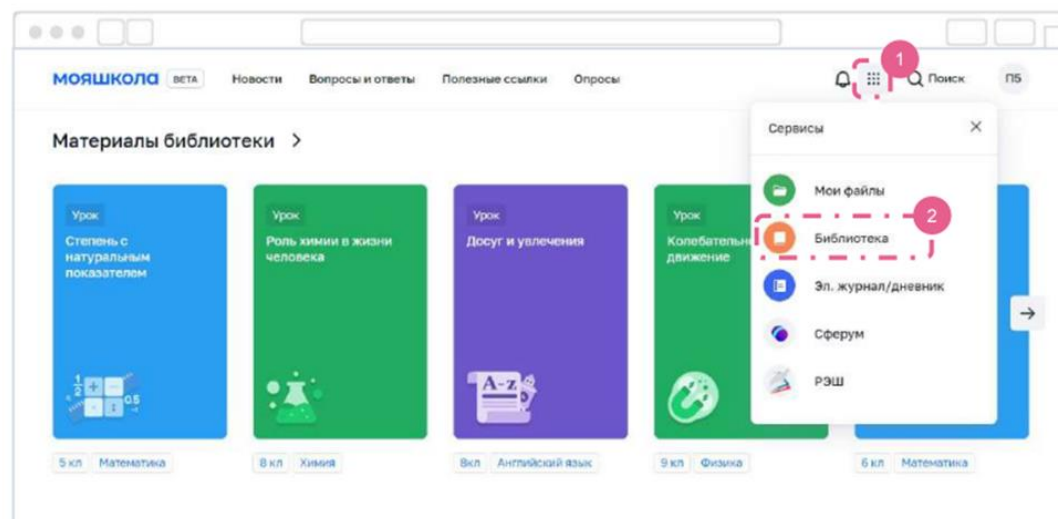 мояшкола BETA Новости Вопросы и ответы Полезные ссылки Опросы 1 Поиск ПБ
Материалы библиотеки >
Сервисы ×
Мои файлы
2
Библиотека
Эл. журнал/дневник
Сферум
РЭШ
Урок
Степень с
натуральным
показателем
Урок
Роль химии в жизни
человека
Урок
Досуг и увлечения
A-z
Урок
движение
5 кл Математика
8 кл Химия
8кл Английский язык
9 кл Физика
6 кл Математика